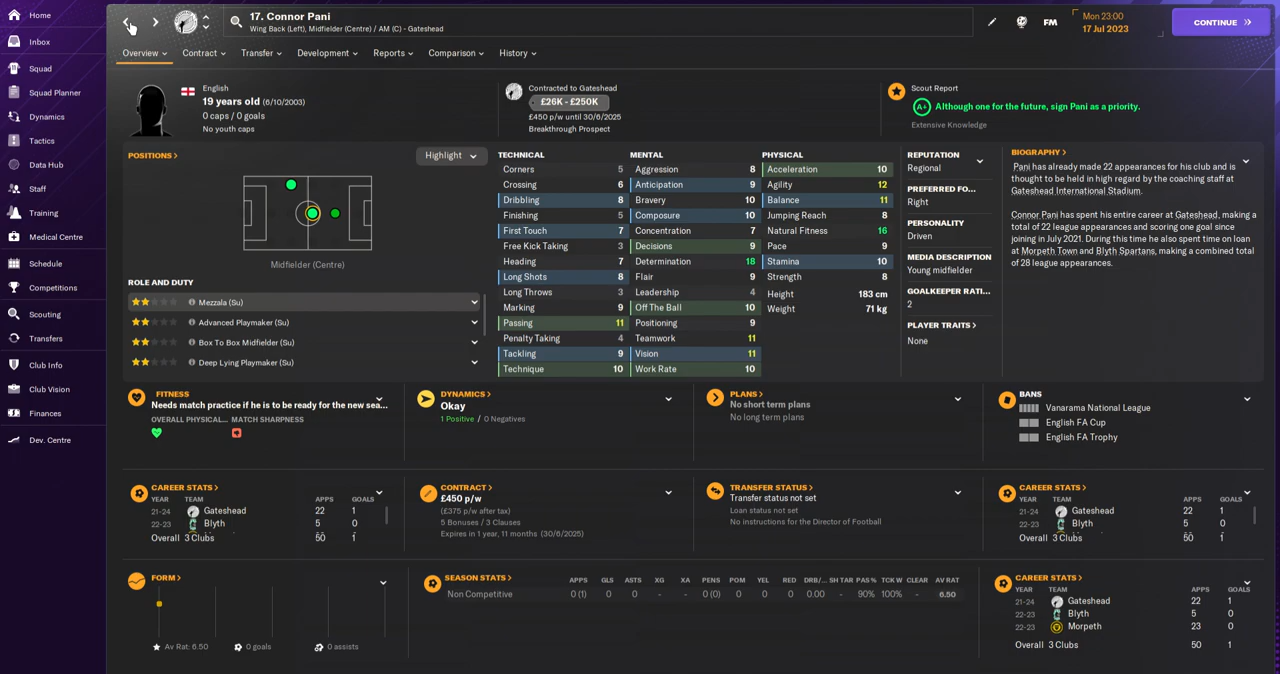 Home
Inbox
Squad
Squad Planner
Dynamics
Tactics
Data Hub
Staff
Training
Medical Centre
Schedule
Competitions
Scouting
Transfers
Club Info
Club Vision
Finances
Dev. Centre
17. Connor Pani
Wing Back (Left), Midfielder (Centre) / AM (C) - Gateshead
FM
Mon 23:00
17 Jul 2023
CONTINUE
Overview Contract Transfer Development Reports Comparison History
English
19 years old (6/10/2003)
0 caps / 0 goals
No youth caps
Contracted to Gateshead
£26K - £250K
£450 p/w until 30/6/2025
Breakthrough Prospect
Scout Report
A+ Although one for the future, sign Pani as a priority.
Extensive Knowledge
POSITIONS
Highlight
Midfielder (Centre)
ROLE AND DUTY
Mezzala (Su)
Advanced Playmaker (Su)
Box To Box Midfielder (Su)
Deep Lying Playmaker (Su)
TECHNICAL
Corners 5
Crossing 6
Dribbling 8
Finishing 5
First Touch 7
Free Kick Taking 3
Heading 7
Long Shots 8
Long Throws 3
Marking 9
Passing 11
Penalty Taking 4
Tackling 9
Technique 10
MENTAL
Aggression 8
Anticipation 9
Bravery 10
Composure 10
Concentration 7
Decisions 9
Determination 18
Flair 9
Leadership 4
Off The Ball 10
Positioning 9
Teamwork 11
Vision 11
Work Rate 10
PHYSICAL
Acceleration 10
Agility 12
Balance 11
Jumping Reach 8
Natural Fitness 16
Pace 9
Stamina 10
Strength 8
Height 183 cm
Weight 71 kg
REPUTATION
Regional
PREFERRED FO...
Right
PERSONALITY
Driven
MEDIA DESCRIPTION
Young midfielder
GOALKEEPER RATI...
2
PLAYER TRAITS
None
BIOGRAPHY
Pani has already made 22 appearances for his club and is
thought to be held in high regard by the coaching staff at
Gateshead International Stadium.
Connor Pani has spent his entire career at Gateshead, making a
total of 22 league appearances and scoring one goal since
joining in July 2021. During this time he also spent time on loan
at Morpeth Town and Blyth Spartans, making a combined
total of 28 league appearances.
FITNESS
Needs match practice if he is to be ready for the new sea...
OVERALL PHYSICAL... MATCH SHARPNESS
DYNAMICS
Okay
1 Positive / 0 Negatives
PLANS
No short term plans
No long term plans
BANS
Vanarama National League
English FA Cup
English FA Trophy
CAREER STATS
YEAR TEAM APPS GOALS
21-24 Gateshead 22 1
22-23 Blyth 5 0
Overall 3 Clubs 50 1
CONTRACT
£450 p/w
(£375 p/w after tax)
5 Bonuses / 3 Clauses
Expires in 1 year, 11 months (30/6/2025)
TRANSFER STATUS
Transfer status not set
Loan status not set
No instructions for the Director of Football
CAREER STATS
YEAR TEAM APPS GOALS
21-24 Gateshead 22 1
22-23 Blyth 5 0
Overall 3 Clubs 50 1
FORM
Av Rat: 6.50 0 goals 0 assists
SEASON STATS APPS GLS ASTS XG XA PENS POM YEL RED DRB/... SH TAR PAS% TCK W CLEAR AV RAT
Non Competitive 0 (1) 0 0 - - 0 (0) 0 0 0 0.00 - 90% 100% - 6.50
CAREER STATS
YEAR TEAM APPS GOALS
21-24 Gateshead 22 1
22-23 Blyth 5 0
22-23 Morpeth 23 0
Overall 3 Clubs 50 1